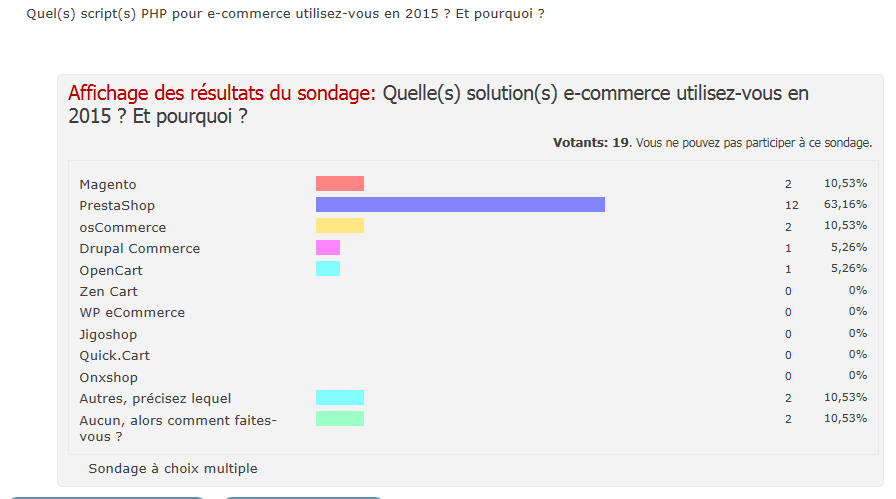 Quel(s) script(s) PHP pour e-commerce utilisez-vous en 2015 ? Et pourquoi ?
Affichage des résultats du sondage: Quelle(s) solution(s) e-commerce utilisez-vous en
2015 ? Et pourquoi ?
Votants: 19. Vous ne pouvez pas participer à ce sondage.
Magento 2 10,53%
PrestaShop 12 63,16%
osCommerce 2 10,53%
Drupal Commerce 1 5,26%
OpenCart 1 5,26%
Zen Cart 0 0%
WP eCommerce 0 0%
Jigoshop 0 0%
Quick.Cart 0 0%
Onxshop 0 0%
Autres, précisez lequel 2 10,53%
Aucun, alors comment faites- 2 10,53%
vous ?
Sondage à choix multiple